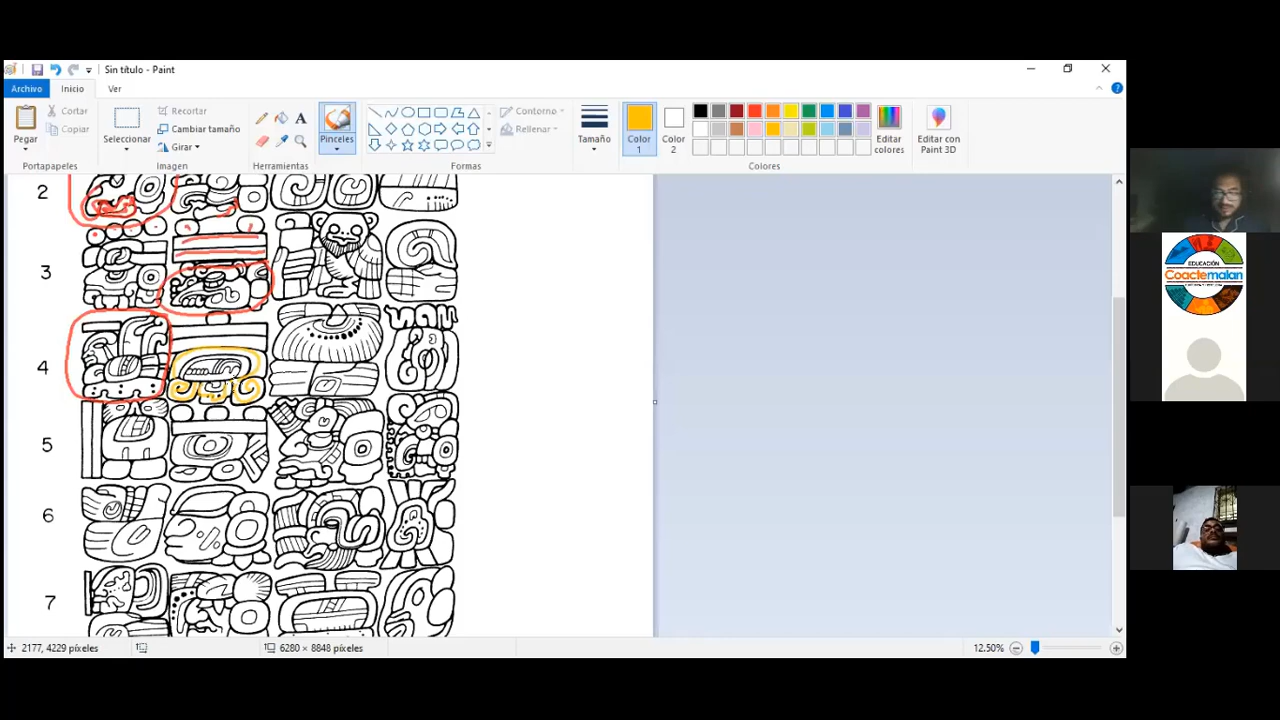 Sin título - Paint
Archivo Inicio Ver
Pegar
Cortar
Copiar
Portapapeles
Seleccionar
Recortar
Cambiar tamaño
Girar
Imagen
A
Herramientas
Pinceles
Contorno
Rellenar
Formas
Tamaño
Color 1
Color 2
Editar colores
Colores
Editar con Paint 3D
2
3
4
5
6
7
2177, 4229 píxeles
6280 × 8848 píxeles
12.50%
EDUCACIÓN
Coactemalan